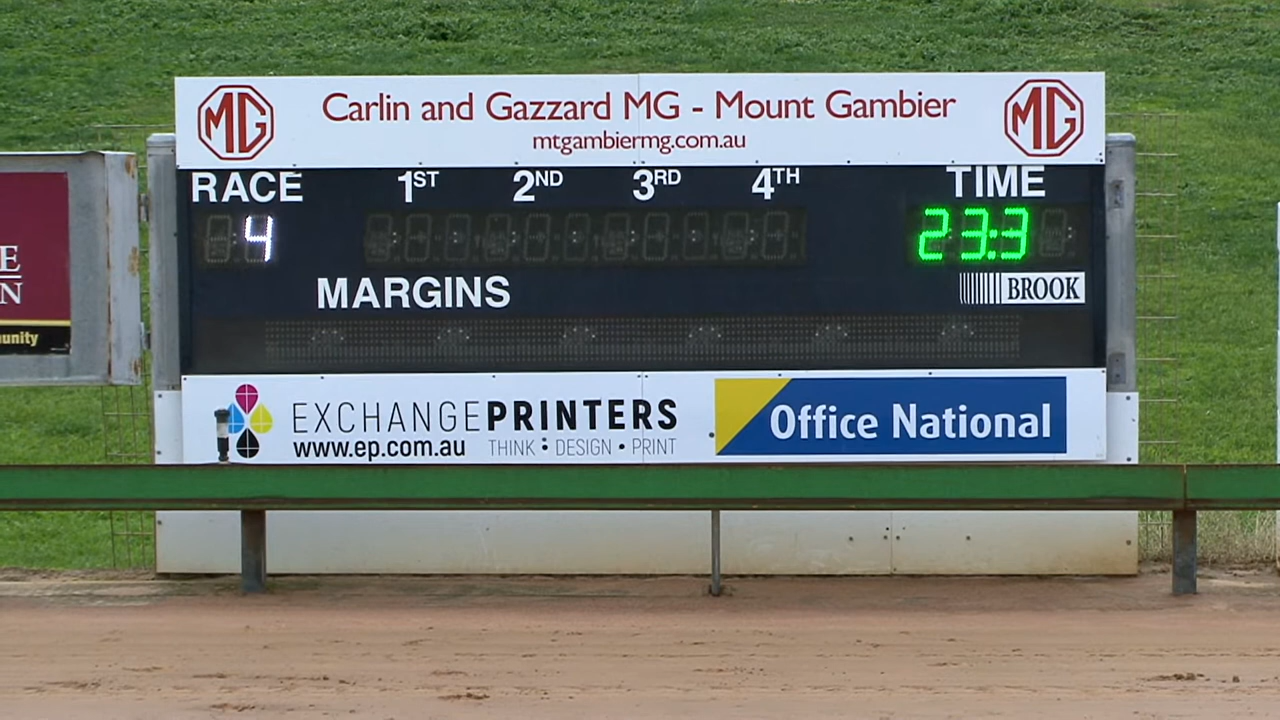 MG Carlin and Gazzard MG - Mount Gambier MG
mtgambiermg.com.au
RACE 1ST 2ND 3RD 4TH TIME
4 23:3
MARGINS
BROOK
E
N
unity
EXCHANGEPRINTERS
www.ep.com.au THINK : DESIGN • PRINT
Office National